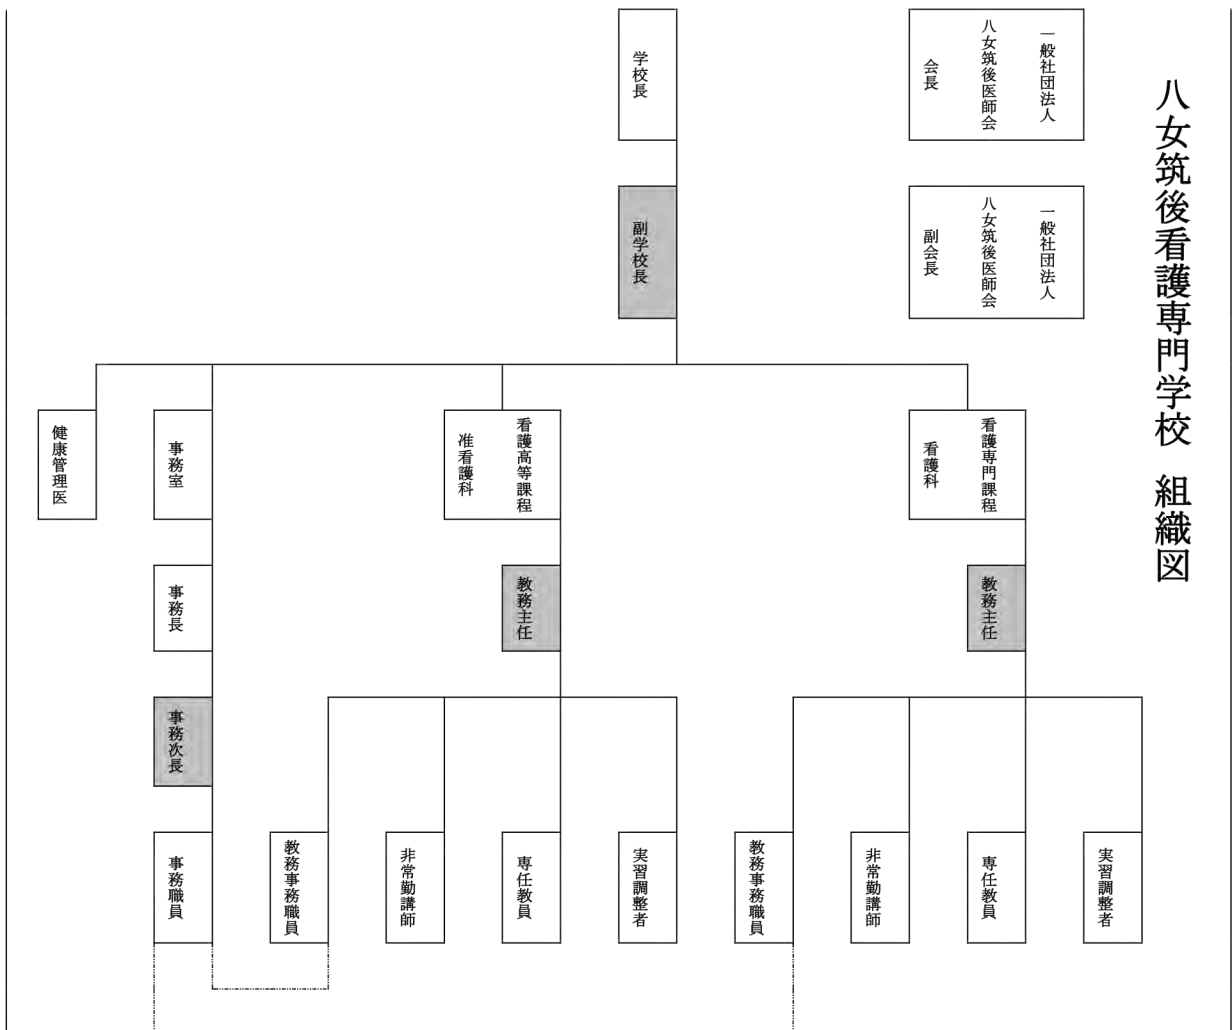 八女筑後看護専門学校 組織図
一般社団法人
八女筑後医師会
会長
一般社団法人
八女筑後医師会
副会長
学校長
副学校長
看護専門課程
看護科
看護高等課程
准看護科
事務室
健康管理医
教務主任
教務主任
事務長
事務次長
実習調整者
専任教員
非常勤講師
教務事務職員
実習調整者
専任教員
非常勤講師
教務事務職員
事務職員